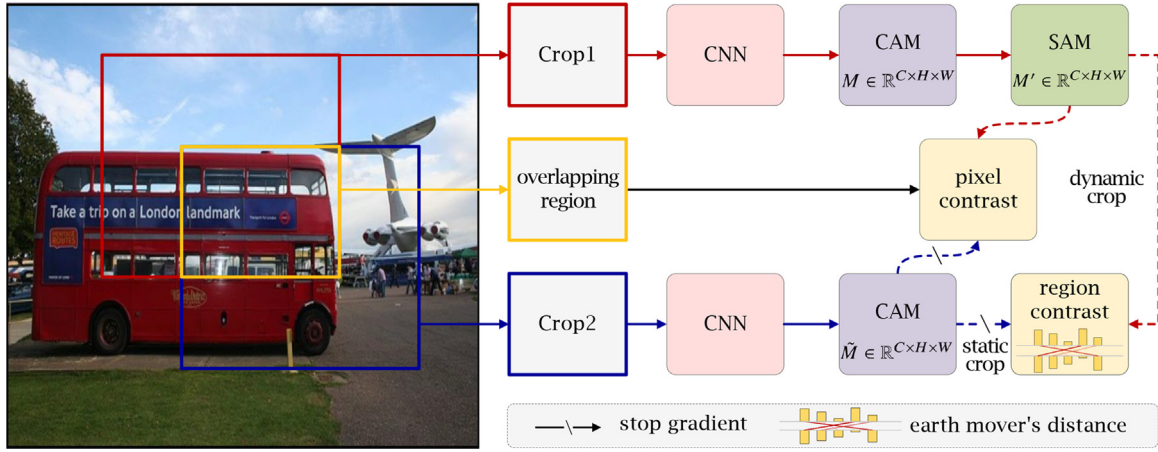 Take a trip on a London landmark
Crop1
CNN
CAM
M ∈ ℝ^{C×H×W}
SAM
M′ ∈ ℝ^{C×H×W}
overlapping
region
pixel
contrast
dynamic
crop
Crop2
CNN
CAM
M̃ ∈ ℝ^{C×H×W}
static
crop
region
contrast
stop gradient
earth mover's distance